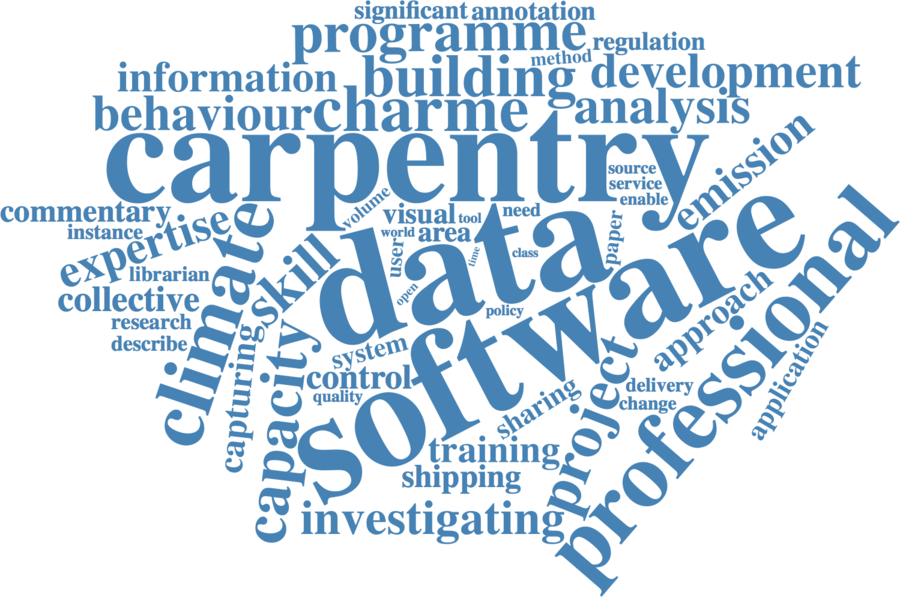 significant annotation
programme regulation
method
information building development
behaviour charme analysis
carpentry emission
source
service
enable
commentary volume visual tool need paper
instance world area
expertise user time class
librarian
climate skill data software
collective open policy
research
describe
capturing capacity system approach professional
control project delivery application
quality sharing change
training
shipping
investigating